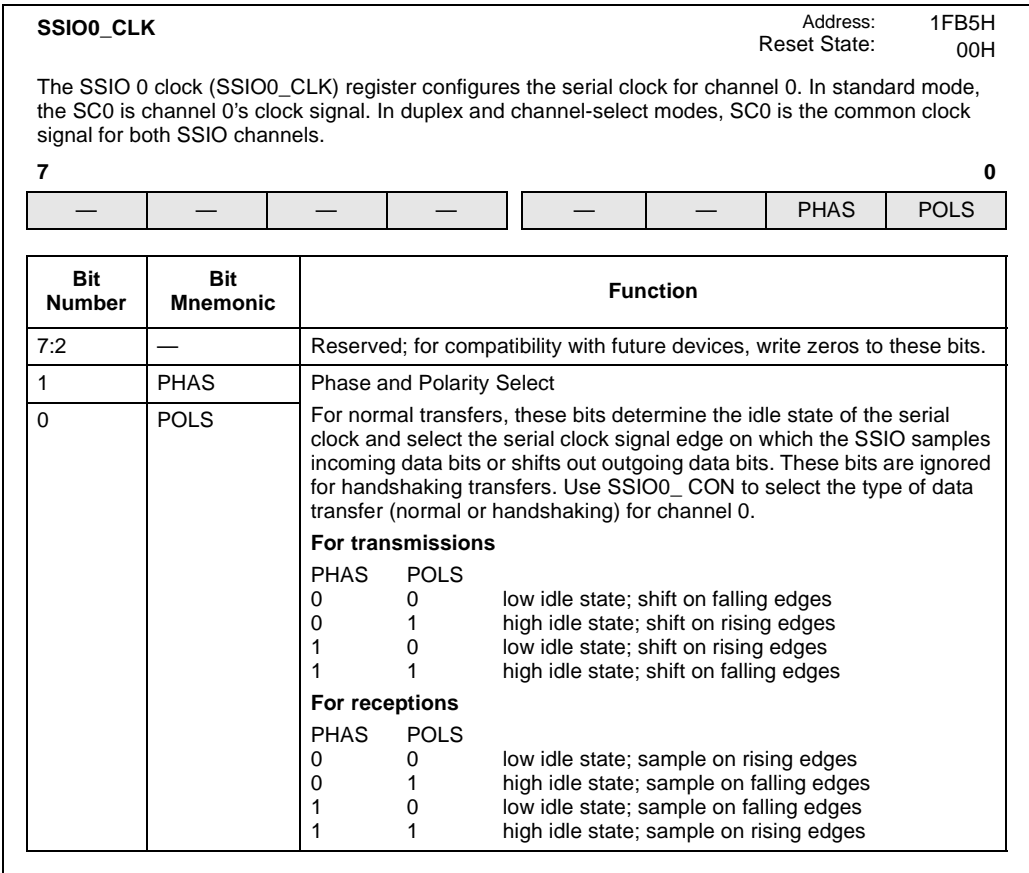 SSIO0_CLK
Address: 1FB5H
Reset State: 00H
The SSIO 0 clock (SSIO0_CLK) register configures the serial clock for channel 0. In standard mode,
the SC0 is channel 0's clock signal. In duplex and channel-select modes, SC0 is the common clock
signal for both SSIO channels.
7 0
— — — — — — PHAS POLS
Bit Number Bit Mnemonic Function
7:2 — Reserved; for compatibility with future devices, write zeros to these bits.
1 PHAS Phase and Polarity Select
0 POLS For normal transfers, these bits determine the idle state of the serial
clock and select the serial clock signal edge on which the SSIO samples
incoming data bits or shifts out outgoing data bits. These bits are ignored
for handshaking transfers. Use SSIO0_ CON to select the type of data
transfer (normal or handshaking) for channel 0.
For transmissions
PHAS POLS
0 0 low idle state; shift on falling edges
0 1 high idle state; shift on rising edges
1 0 low idle state; shift on rising edges
1 1 high idle state; shift on falling edges
For receptions
PHAS POLS
0 0 low idle state; sample on rising edges
0 1 high idle state; sample on falling edges
1 0 low idle state; sample on falling edges
1 1 high idle state; sample on rising edges